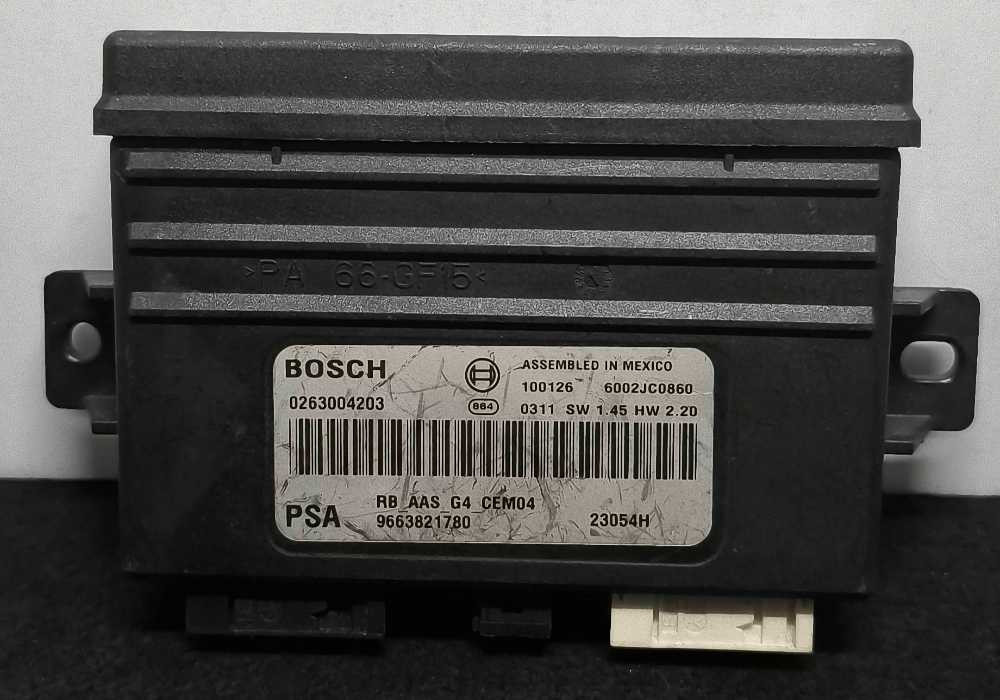 >PA 66-GF15<
BOSCH
ASSEMBLED IN MEXICO
100126 6002JC0860
0263004203
864
0311 SW 1.45 HW 2.20
RB_AAS_G4_CEM04
PSA
9663821780
23054H